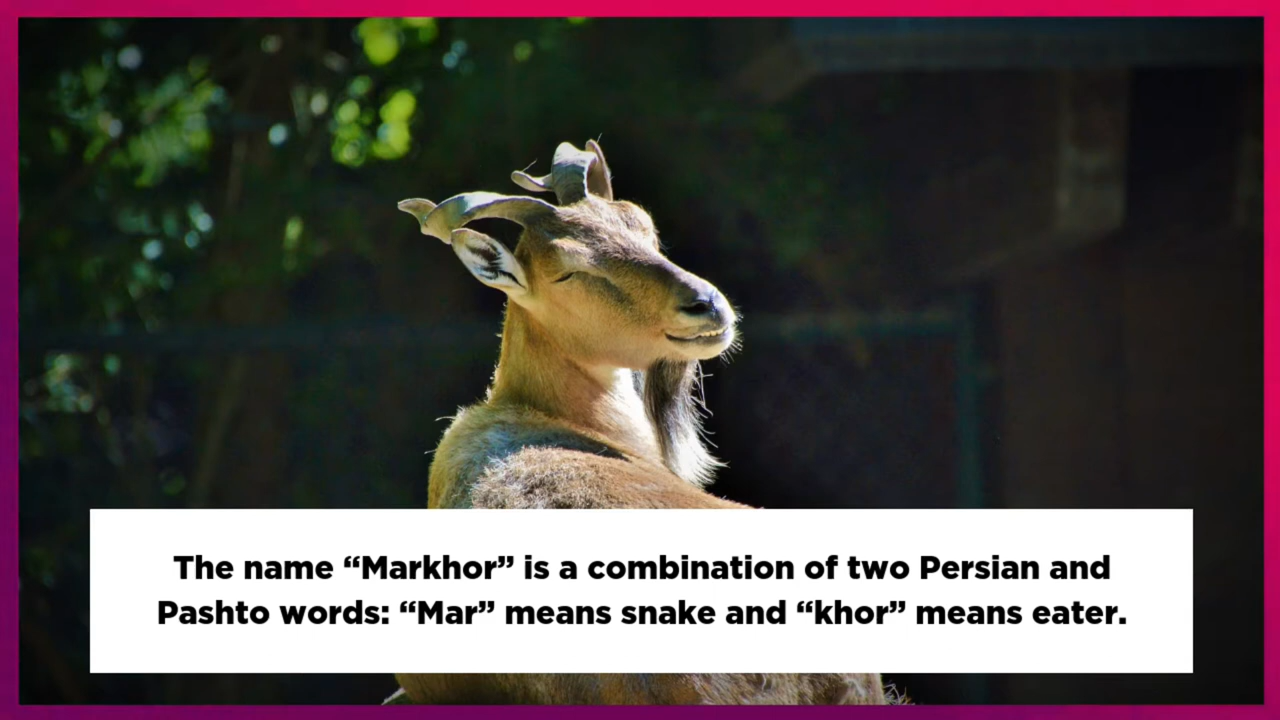 The name “Markhor” is a combination of two Persian and
Pashto words: “Mar” means snake and “khor” means eater.